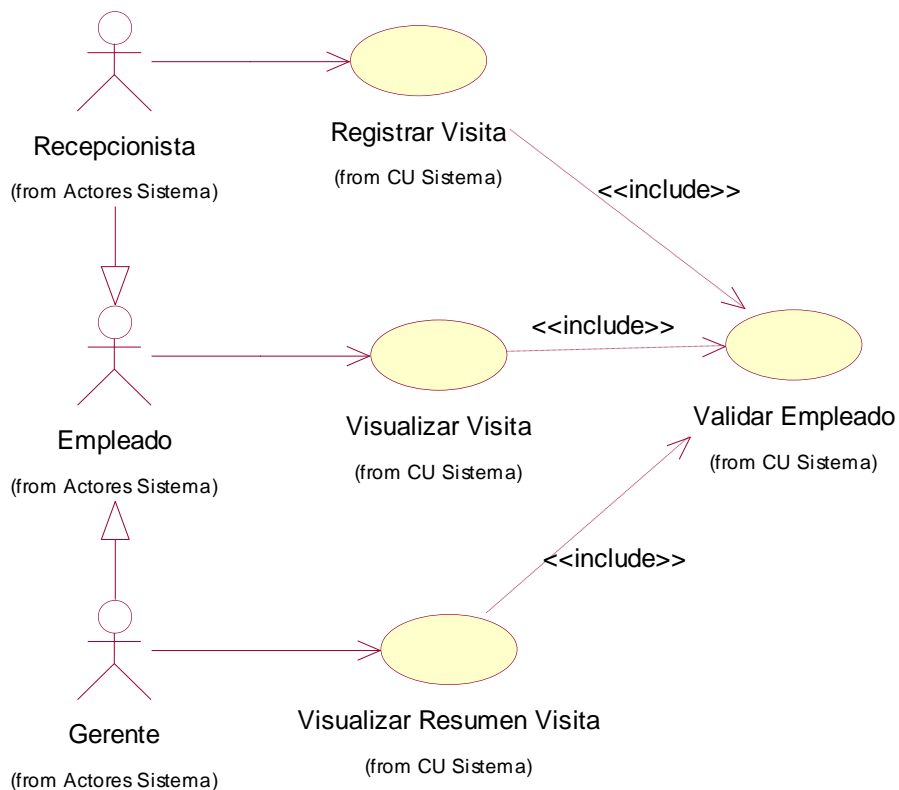 Recepcionista
(from Actores Sistema)
Registrar Visita
(from CU Sistema)
<<include>>
Empleado
(from Actores Sistema)
Visualizar Visita
(from CU Sistema)
<<include>>
Validar Empleado
(from CU Sistema)
<<include>>
Gerente
(from Actores Sistema)
Visualizar Resumen Visita
(from CU Sistema)